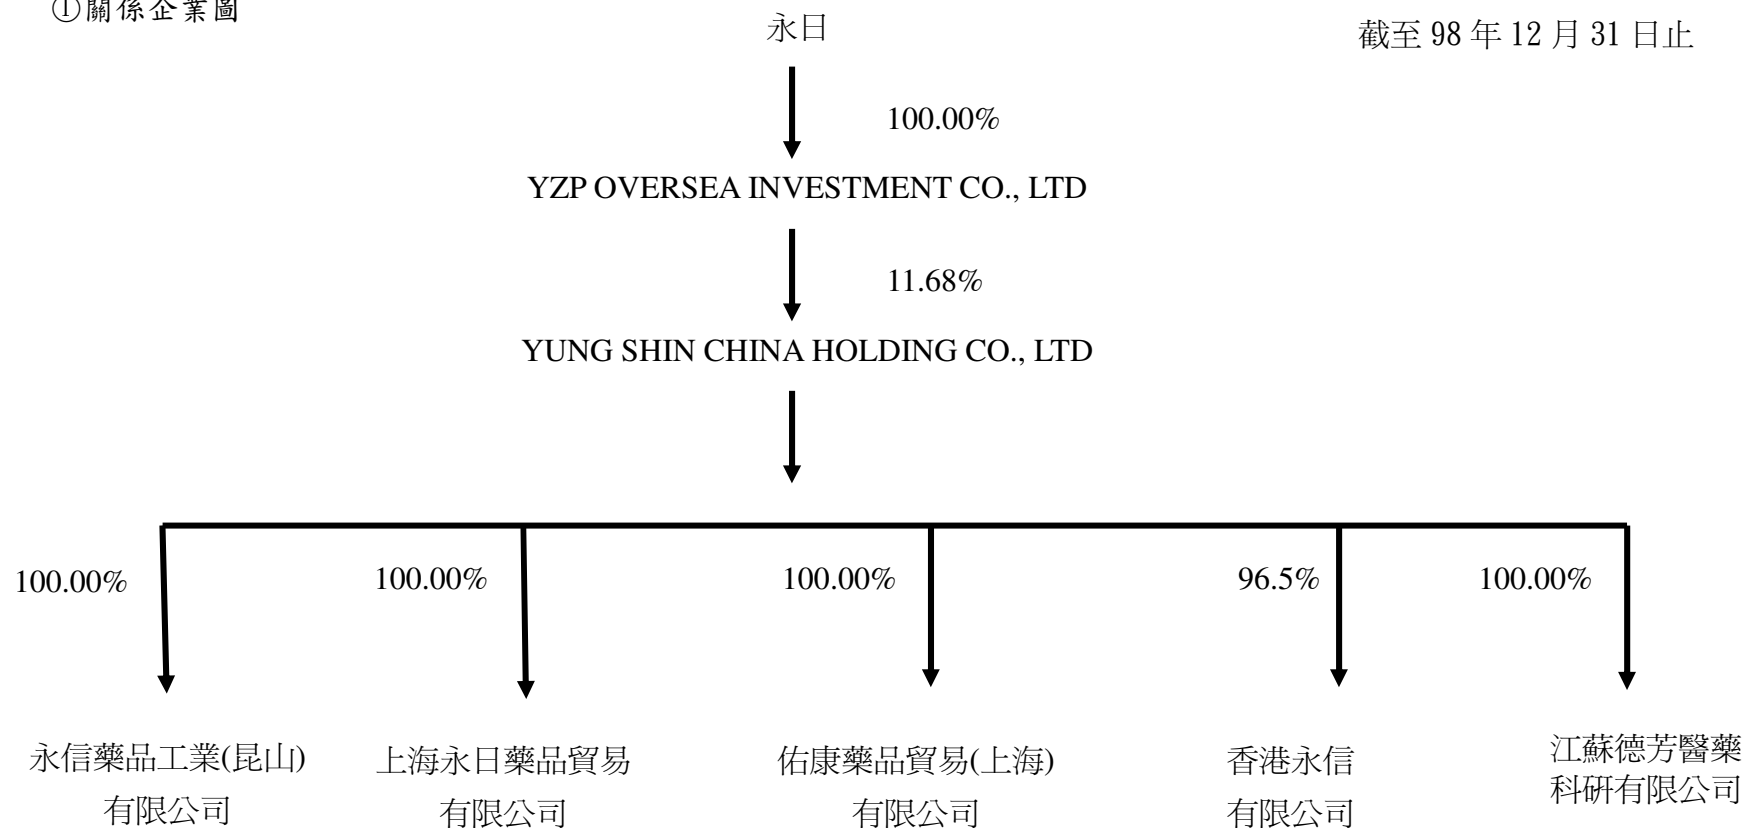 ①關係企業圖
永日
截至 98 年 12 月 31 日止
100.00%
YZP OVERSEA INVESTMENT CO., LTD
11.68%
YUNG SHIN CHINA HOLDING CO., LTD
100.00%
100.00%
100.00%
96.5%
100.00%
永信藥品工業(昆山)
有限公司
上海永日藥品貿易
有限公司
佑康藥品貿易(上海)
有限公司
香港永信
有限公司
江蘇德芳醫藥
科研有限公司